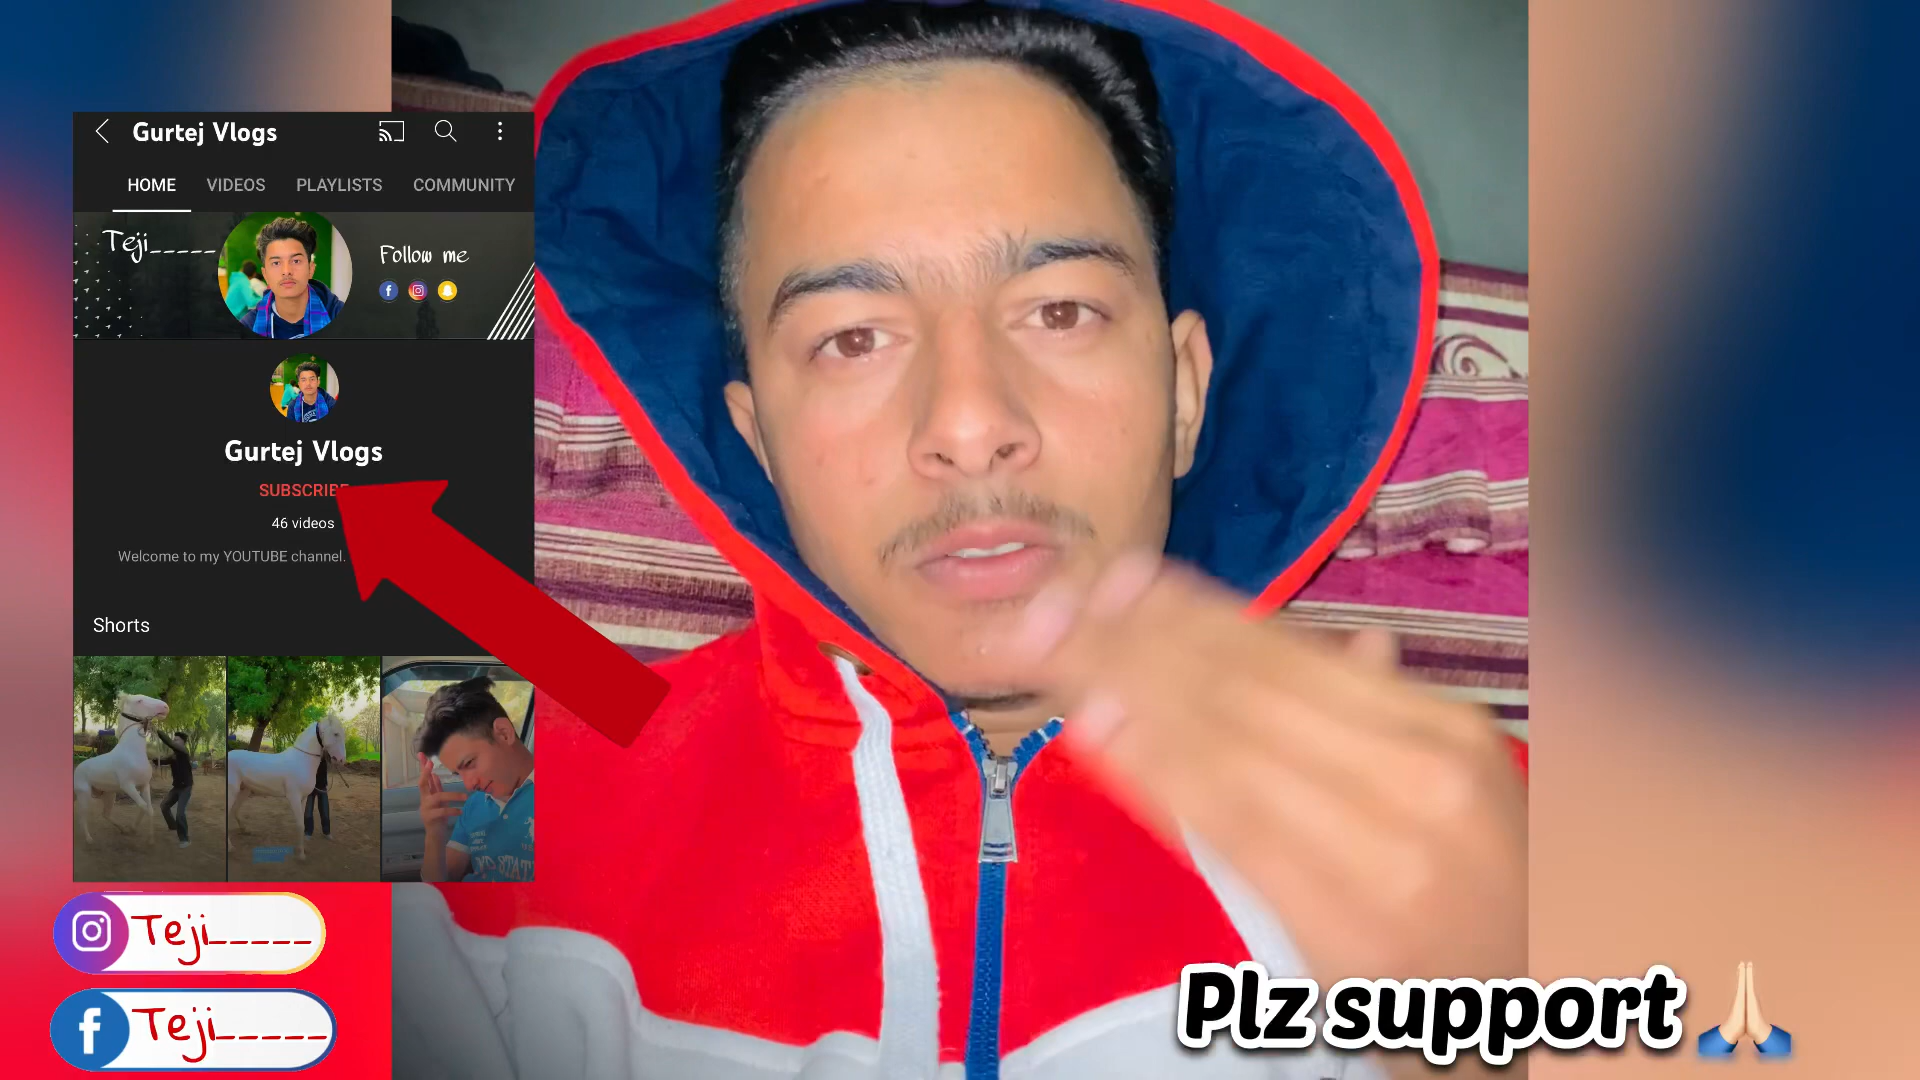 Gurtej Vlogs
HOME VIDEOS PLAYLISTS COMMUNITY
Teji_____
Follow me
Gurtej Vlogs
SUBSCRIBE
46 videos
Welcome to my YOUTUBE channel.
Shorts
Teji_____
Teji_____
Plz support 🙏🏻